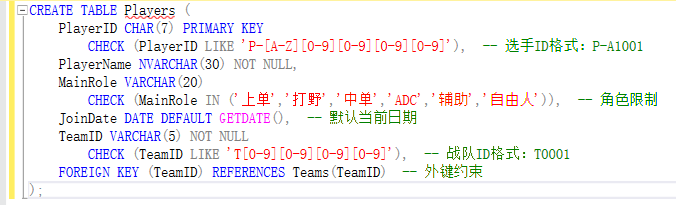 CREATE TABLE Players (
PlayerID CHAR(7) PRIMARY KEY
CHECK (PlayerID LIKE 'P-[A-Z][0-9][0-9][0-9][0-9]'), -- 选手ID格式：P-A1001
PlayerName NVARCHAR(30) NOT NULL,
MainRole VARCHAR(20)
CHECK (MainRole IN ('上单','打野','中单','ADC','辅助','自由人')), -- 角色限制
JoinDate DATE DEFAULT GETDATE(), -- 默认当前日期
TeamID VARCHAR(5) NOT NULL
CHECK (TeamID LIKE 'T[0-9][0-9][0-9][0-9]'), -- 战队ID格式：T0001
FOREIGN KEY (TeamID) REFERENCES Teams(TeamID) -- 外键约束
);